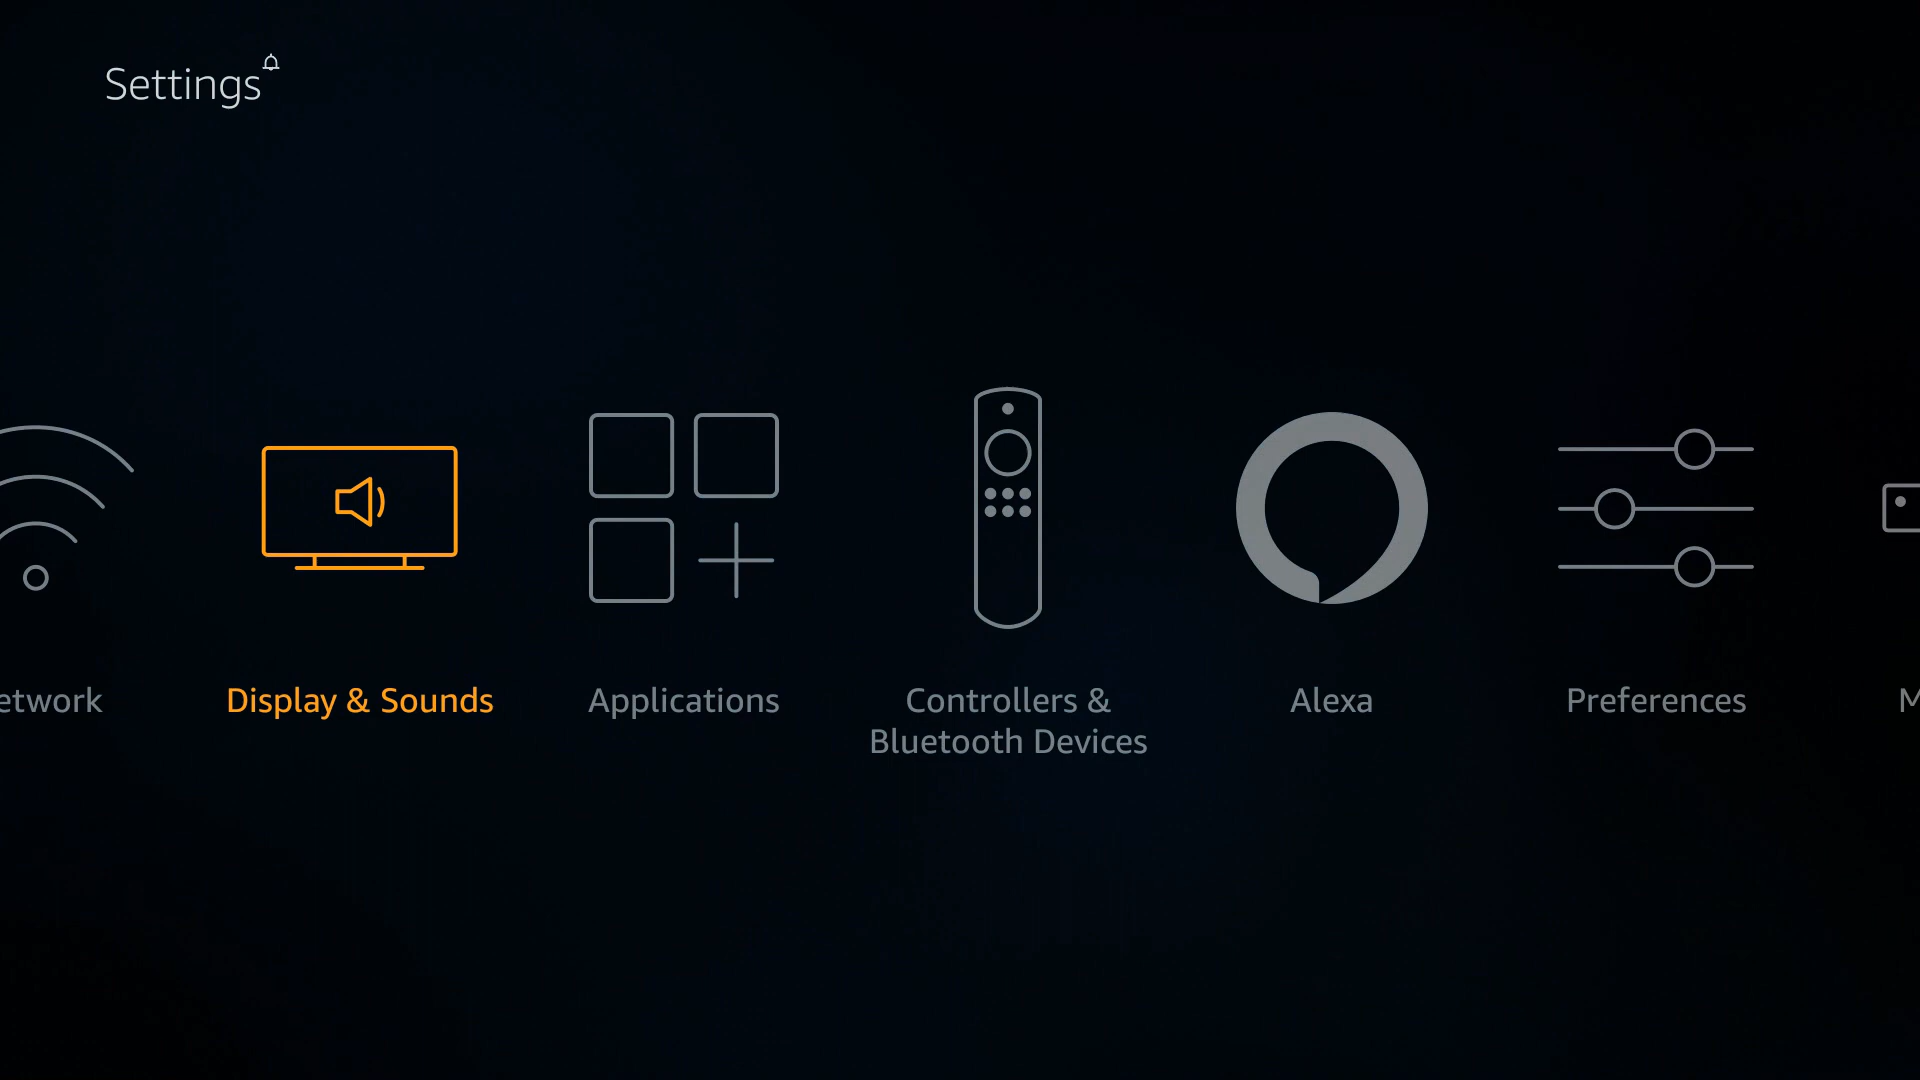 Settings
etwork
Display & Sounds
Applications
Controllers &
Bluetooth Devices
Alexa
Preferences
M